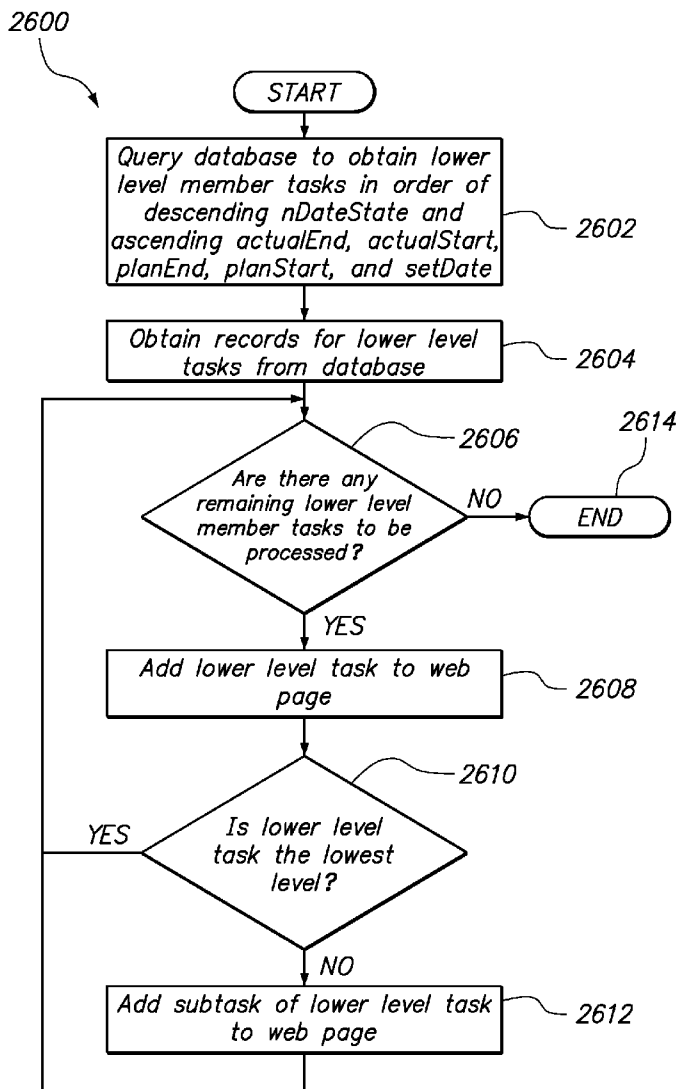 2600
START
Query database to obtain lower
level member tasks in order of
descending nDateState and
ascending actualEnd, actualStart,
planEnd, planStart, and setDate
2602
Obtain records for lower level
tasks from database
2604
2606
2614
Are there any
remaining lower level
member tasks to be
processed?
NO
END
YES
Add lower level task to web
page
2608
2610
YES
Is lower level
task the lowest
level?
NO
Add subtask of lower level task
to web page
2612